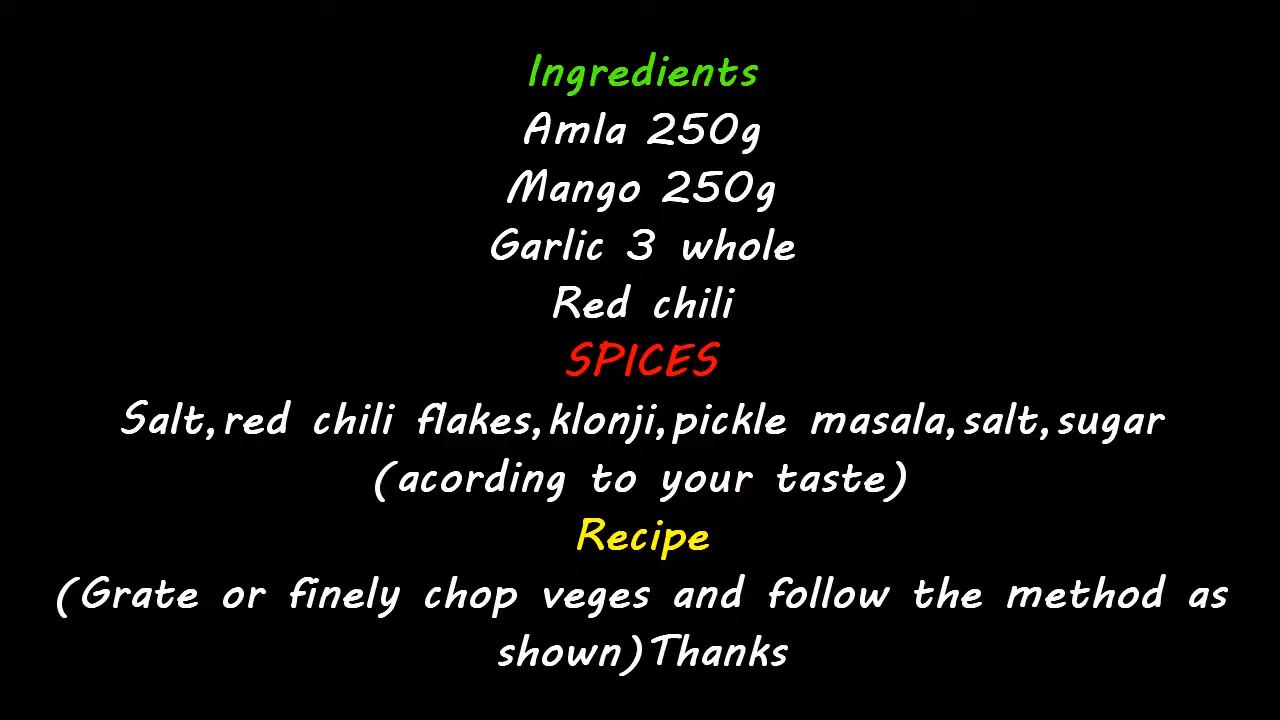 Ingredients
Amla 250g
Mango 250g
Garlic 3 whole
Red chili
SPICES
Salt,red chili flakes,klonji,pickle masala,salt,sugar
(acording to your taste)
Recipe
(Grate or finely chop veges and follow the method as
shown)Thanks